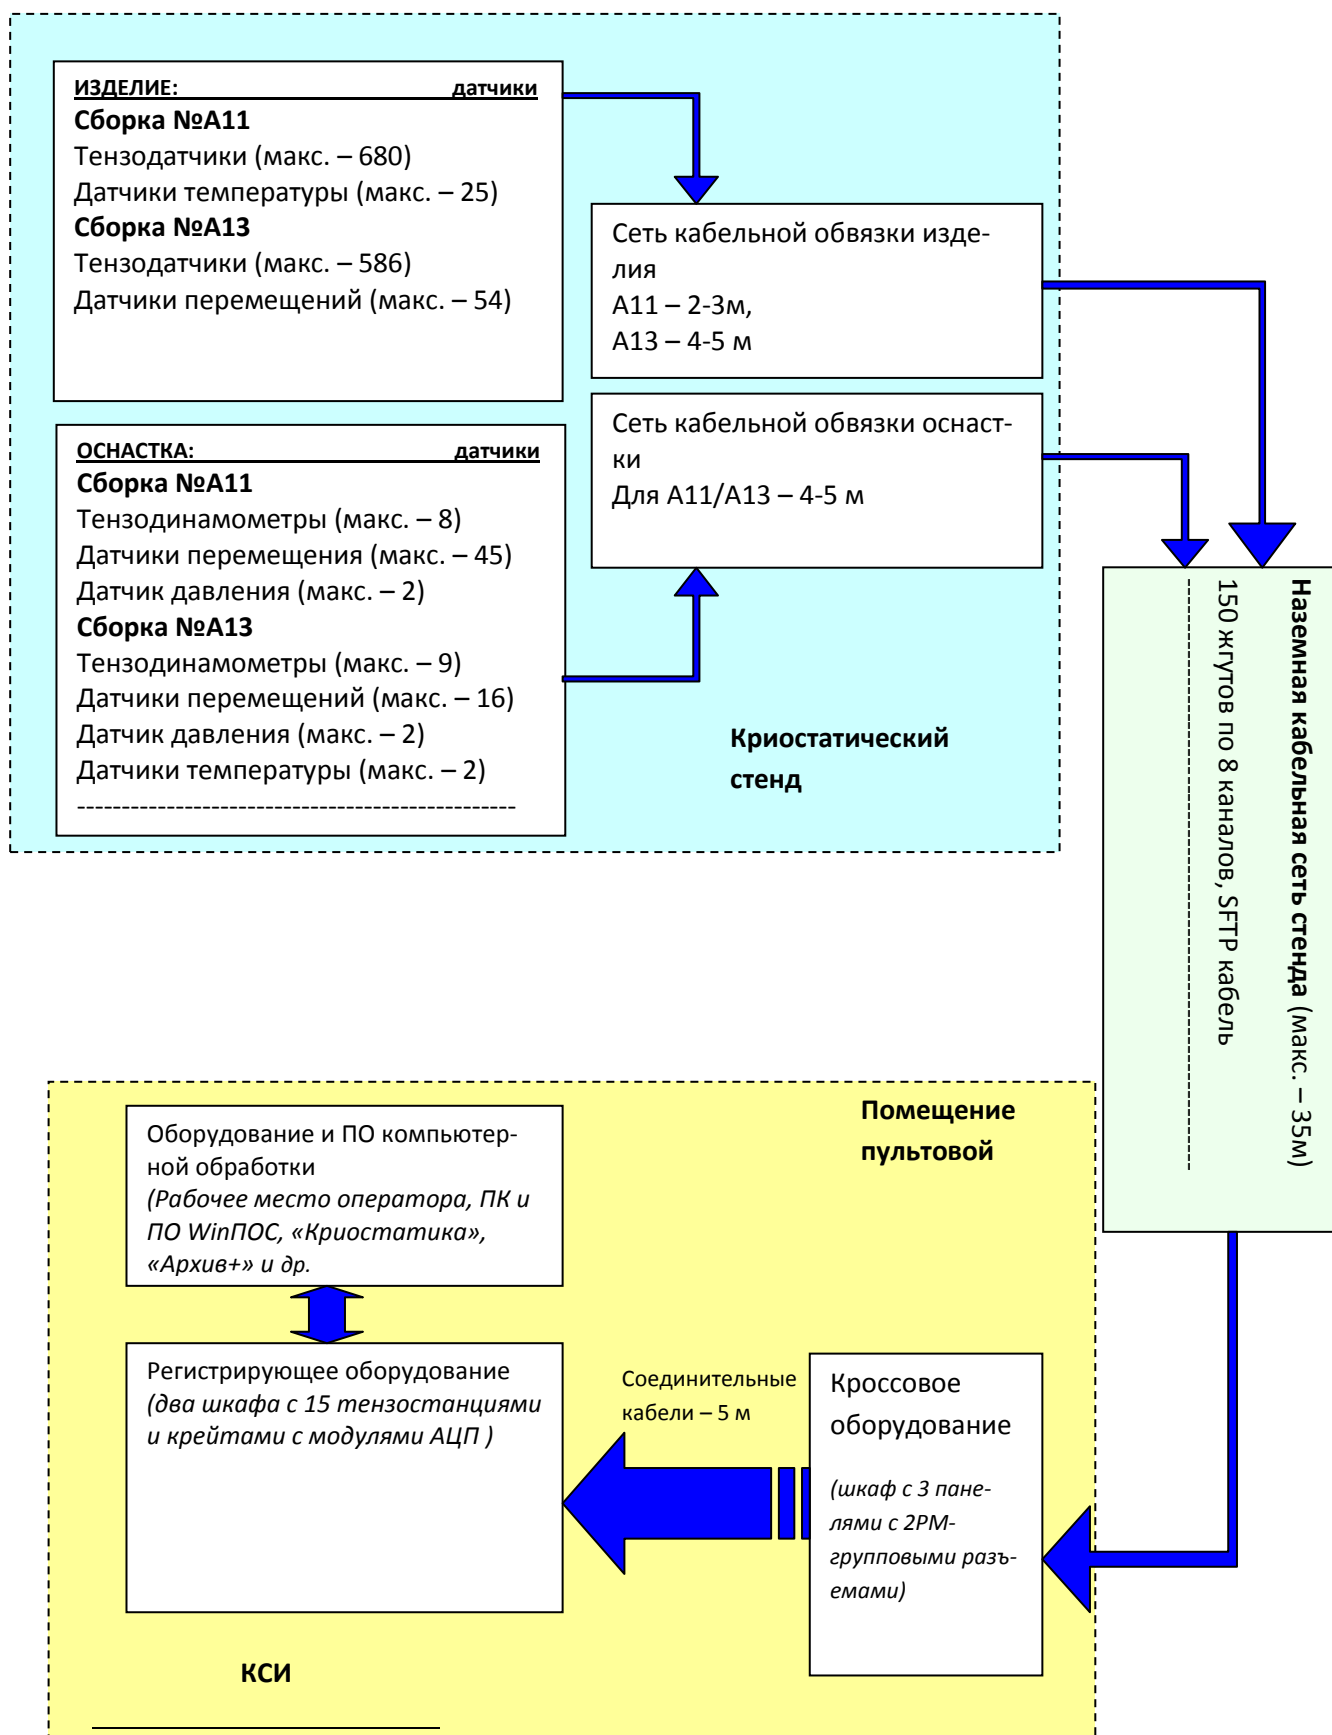 ИЗДЕЛИЕ: датчики
Сборка №А11
Тензодатчики (макс. – 680)
Датчики температуры (макс. – 25)
Сборка №А13
Тензодатчики (макс. – 586)
Датчики перемещений (макс. – 54)
Сеть кабельной обвязки изде-
лия
А11 – 2-3м,
А13 – 4-5 м
Сеть кабельной обвязки оснаст-
ки
Для А11/А13 – 4-5 м
ОСНАСТКА: датчики
Сборка №А11
Тензодинамометры (макс. – 8)
Датчики перемещения (макс. – 45)
Датчик давления (макс. – 2)
Сборка №А13
Тензодинамометры (макс. – 9)
Датчики перемещений (макс. – 16)
Датчик давления (макс. – 2)
Датчики температуры (макс. – 2)
Криостатический
стенд
Наземная кабельная сеть стенда (макс. – 35м)
150 жгутов по 8 каналов, SFTP кабель
Помещение
пультовой
Оборудование и ПО компьютер-
ной обработки
(Рабочее место оператора, ПК и
ПО WinПОС, «Криостатика»,
«Архив+» и др.
Регистрирующее оборудование
(два шкафа с 15 тензостанциями
и крейтами с модулями АЦП )
Соединительные
кабели – 5 м
Кроссовое
оборудование
(шкаф с 3 пане-
лями с 2РМ-
групповыми разъ-
емами)
КСИ